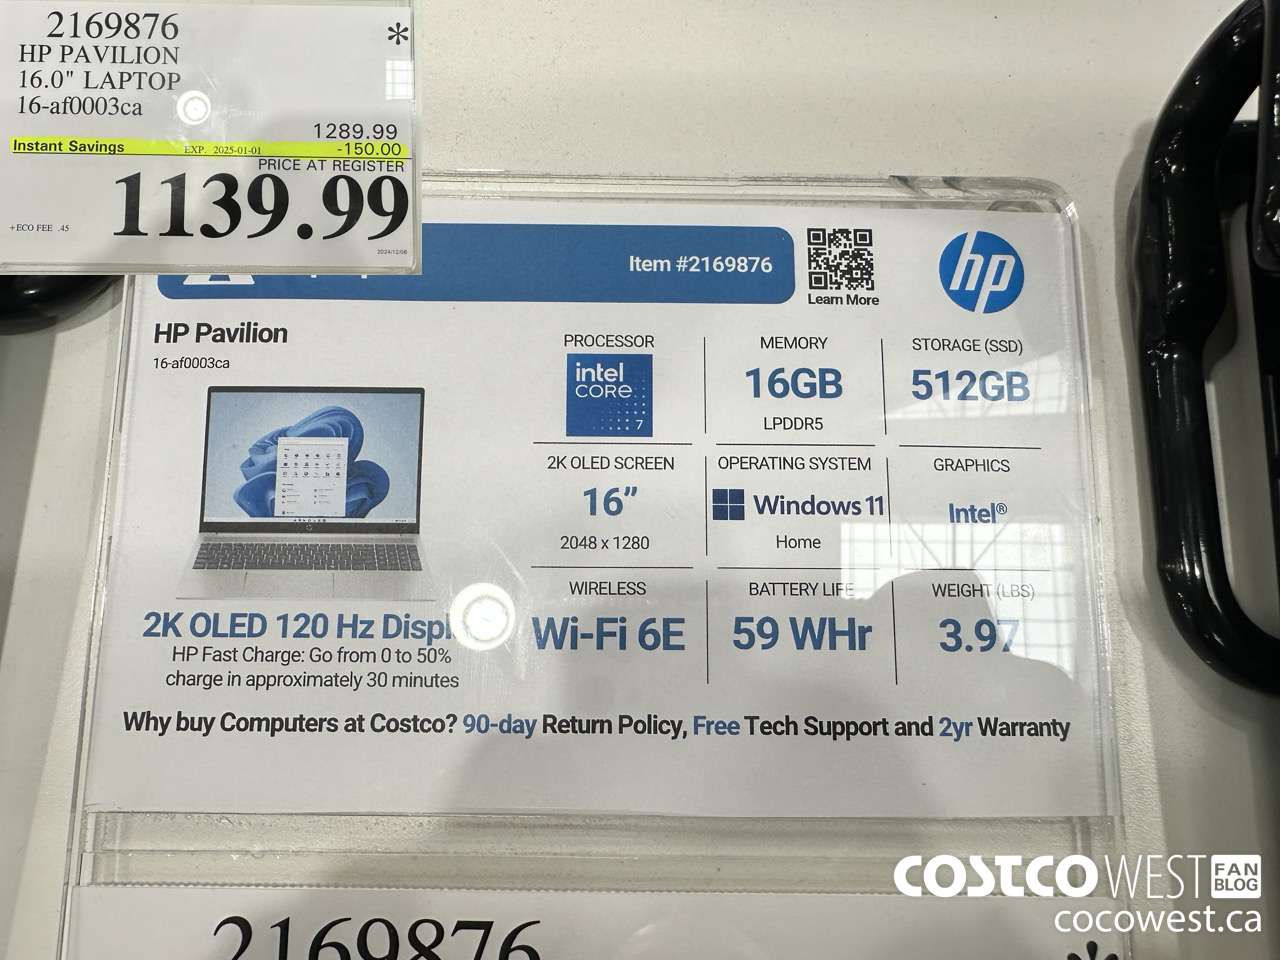 2169876 *
HP PAVILION
16.0" LAPTOP
16-af0003ca
1289.99
Instant Savings EXP. 2025-01-01 -150.00
PRICE AT REGISTER
1139.99
+ECO FEE .45
2024/12/06
Item #2169876
Learn More
hp
HP Pavilion
16-af0003ca
PROCESSOR
intel
CORE
7
MEMORY
16GB
LPDDR5
STORAGE (SSD)
512GB
2K OLED SCREEN
16”
2048 x 1280
OPERATING SYSTEM
Windows 11
Home
GRAPHICS
Intel®
WIRELESS
Wi-Fi 6E
BATTERY LIFE
59 WHr
WEIGHT (LBS)
3.97
2K OLED 120 Hz Displ
HP Fast Charge: Go from 0 to 50%
charge in approximately 30 minutes
Why buy Computers at Costco? 90-day Return Policy, Free Tech Support and 2yr Warranty
2169876 *
COSTCO WEST FAN BLOG
cocowest.ca